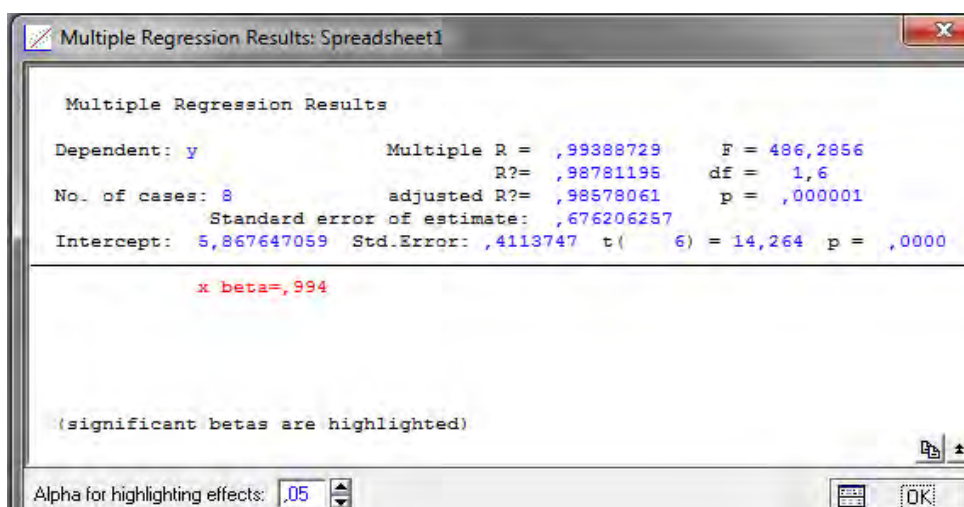 Multiple Regression Results: Spreadsheet1
Multiple Regression Results
Dependent: y Multiple R = ,99388729 F = 486,2856
R?= ,98781195 df = 1,6
No. of cases: 8 adjusted R?= ,98578061 p = ,000001
Standard error of estimate: ,676206257
Intercept: 5,867647059 Std.Error: ,4113747 t( 6) = 14,264 p = ,0000
x beta=,994
(significant betas are highlighted)
Alpha for highlighting effects: ,05 OK